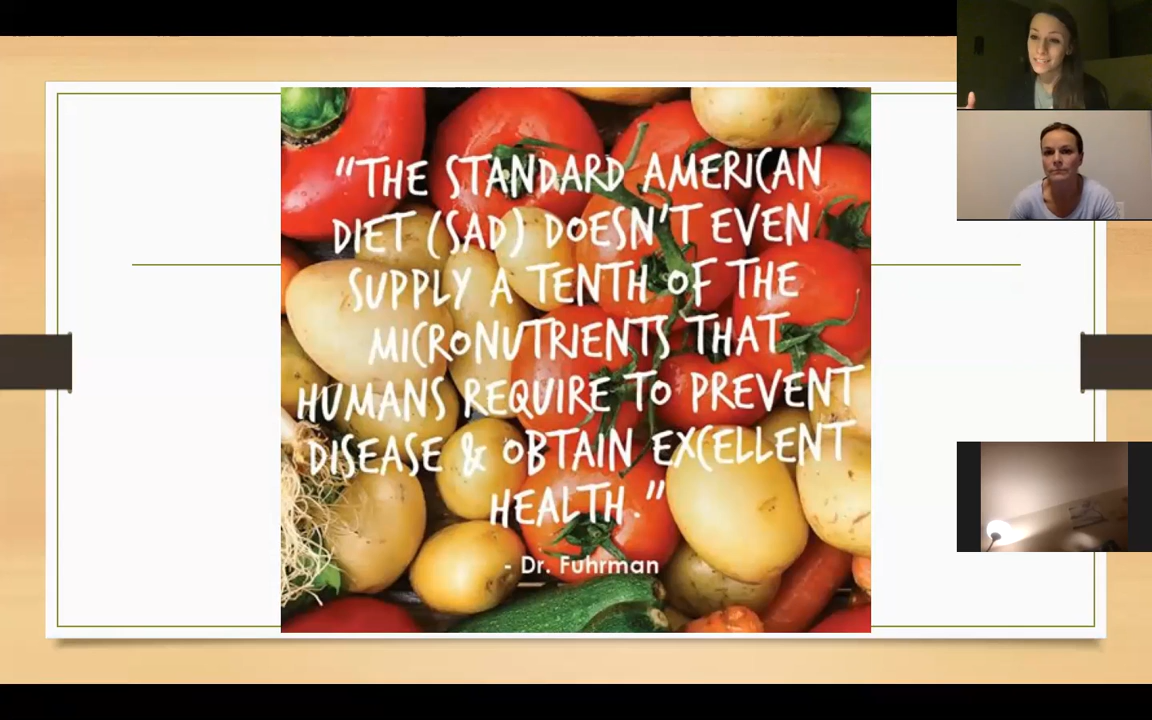 “THE STANDARD AMERICAN
DIET (SAD) DOESN'T EVEN
SUPPLY A TENTH OF THE
MICRONUTRIENTS THAT
HUMANS REQUIRE TO PREVENT
DISEASE & OBTAIN EXCELLENT
HEALTH.”
- Dr. Fuhrman